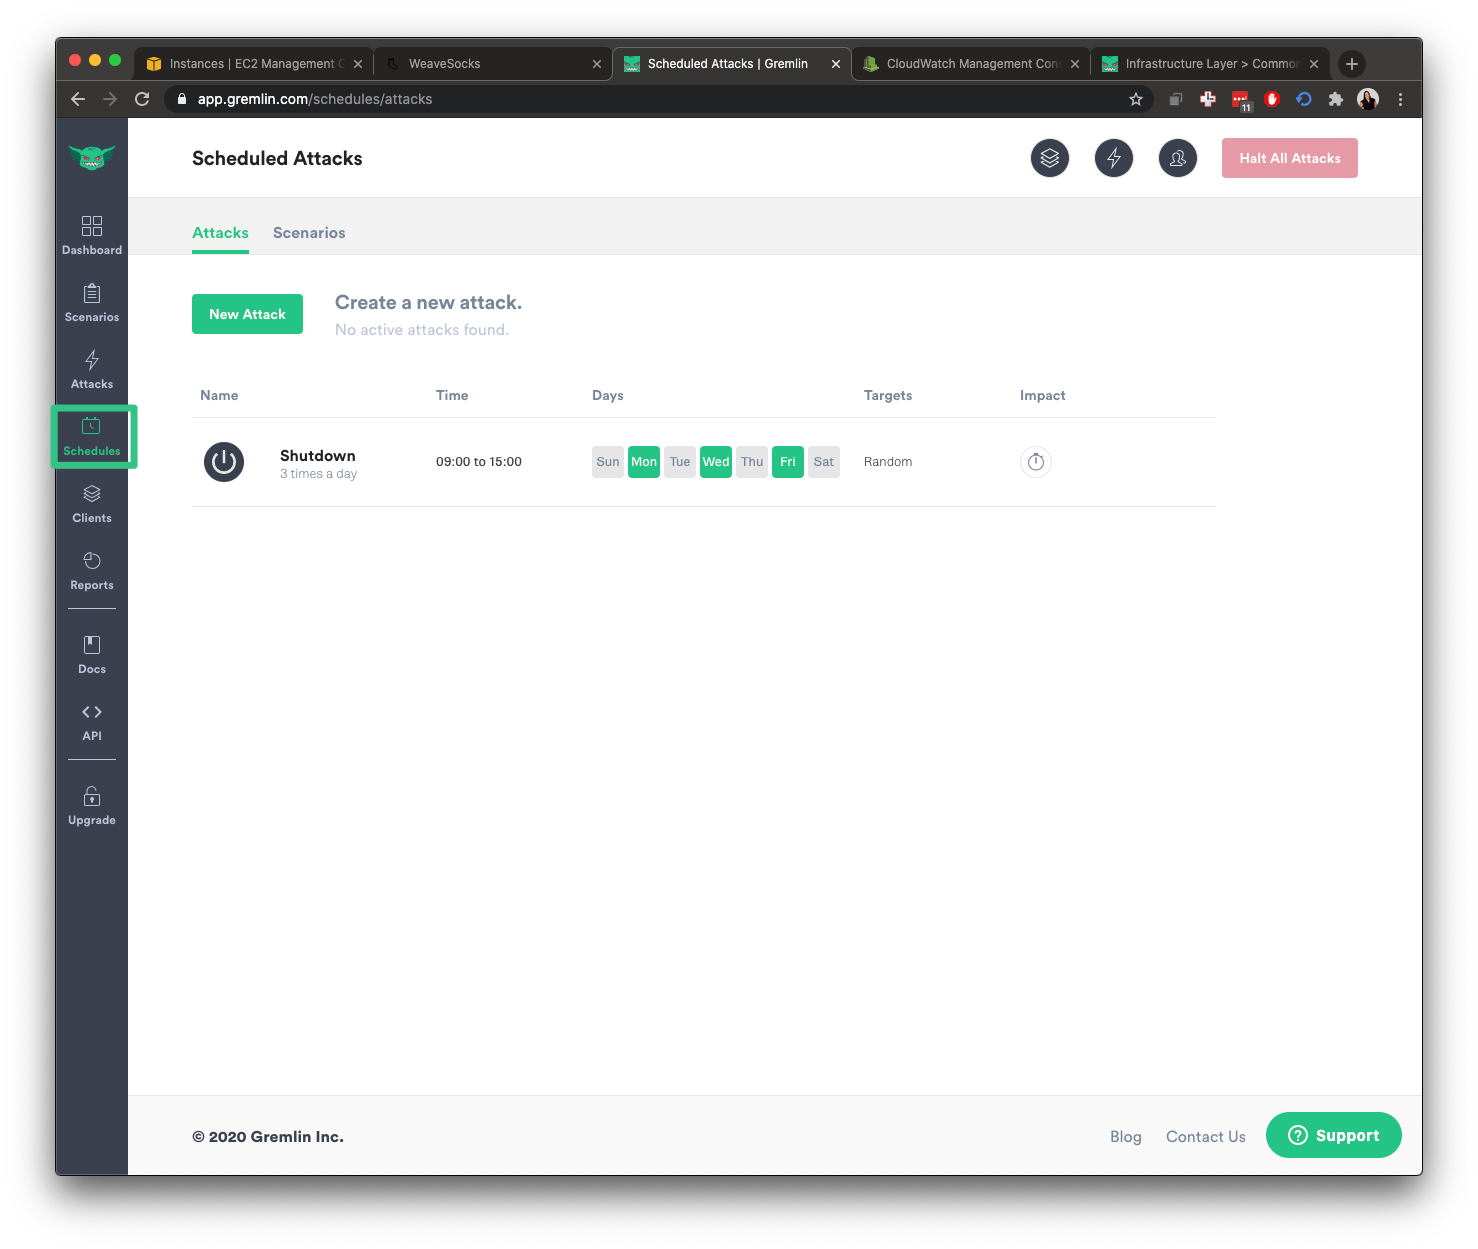 Instances | EC2 Management C
WeaveSocks
Scheduled Attacks | Gremlin
CloudWatch Management Con
Infrastructure Layer > Common
app.gremlin.com/schedules/attacks
11
Scheduled Attacks
Halt All Attacks
Attacks
Scenarios
Dashboard
Scenarios
Attacks
Schedules
Clients
Reports
Docs
API
Upgrade
New Attack
Create a new attack.
No active attacks found.
Name
Time
Days
Targets
Impact
Shutdown
3 times a day
09:00 to 15:00
Sun Mon Tue Wed Thu Fri Sat
Random
© 2020 Gremlin Inc.
Blog
Contact Us
Support